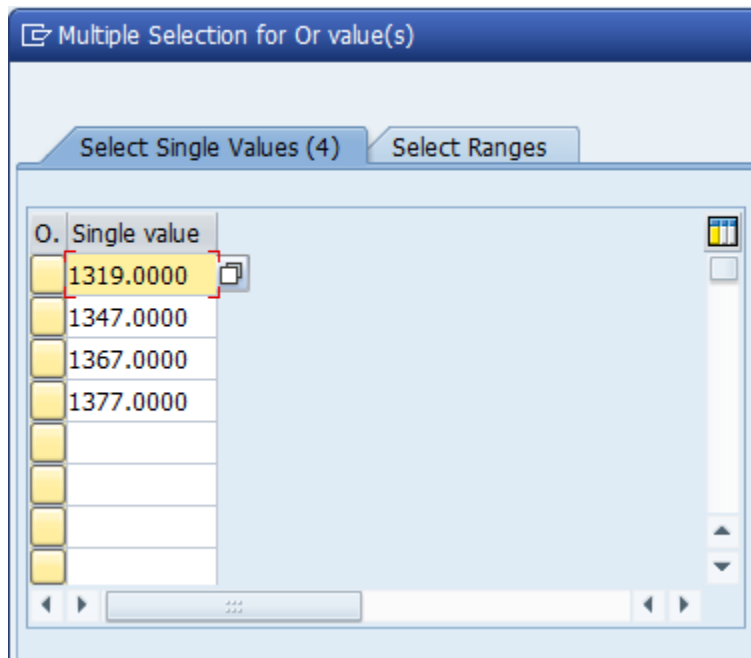 Multiple Selection for Or value(s)
Select Single Values (4) Select Ranges
O. Single value
1319.0000
1347.0000
1367.0000
1377.0000